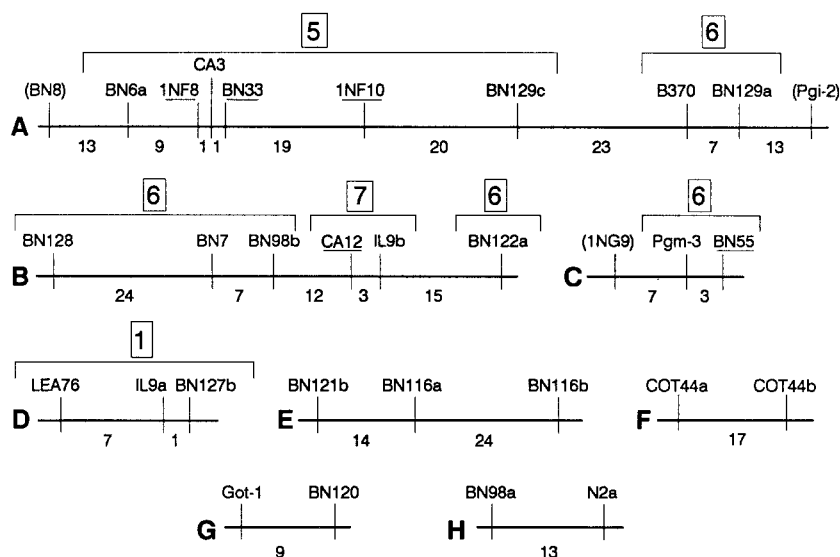 5 6
CA3
(BN8) BN6a 1NF8 BN33 1NF10 BN129c B370 BN129a (Pgi-2)
A
13 9 1 1 19 20 23 7 13
6 7 6 6
BN128 BN7 BN98b CA12 IL9b BN122a (1NG9) Pgm-3 BN55
B C
24 7 12 3 15 7 3
1
LEA76 IL9a BN127b BN121b BN116a BN116b COT44a COT44b
D E F
7 1 14 24 17
Got-1 BN120 BN98a N2a
G H
9 13